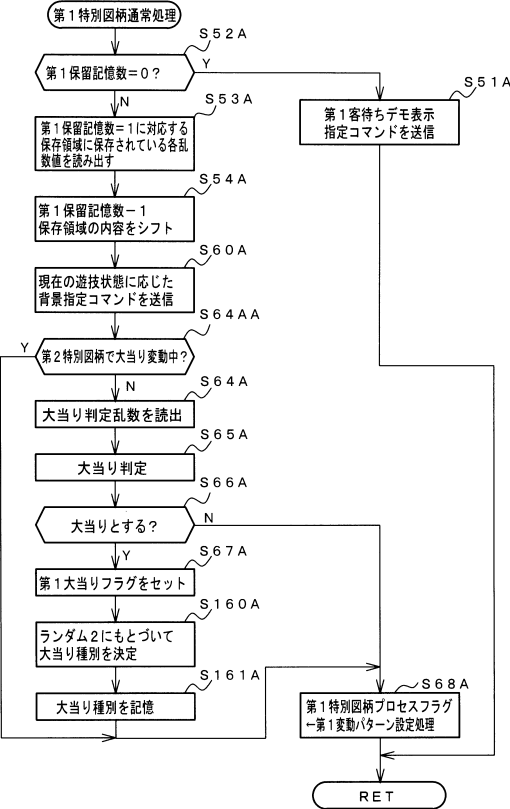 第1特別図柄通常処理
S52A
第1保留記憶数=0?
Y
N
S51A
第1客待ちデモ表示
指定コマンドを送信
S53A
第1保留記憶数=1に対応する
保存領域に保存されている各乱
数値を読み出す
S54A
第1保留記憶数-1
保存領域の内容をシフト
S60A
現在の遊技状態に応じた
背景指定コマンドを送信
S64AA
Y
第2特別図柄で大当り変動中?
N
S64A
大当り判定乱数を読出
S65A
大当り判定
S66A
大当りとする?
N
Y
S67A
第1大当りフラグをセット
S160A
ランダム2にもとづいて
大当り種別を決定
S161A
大当り種別を記憶
S68A
第1特別図柄プロセスフラグ
←第1変動パターン設定処理
RET